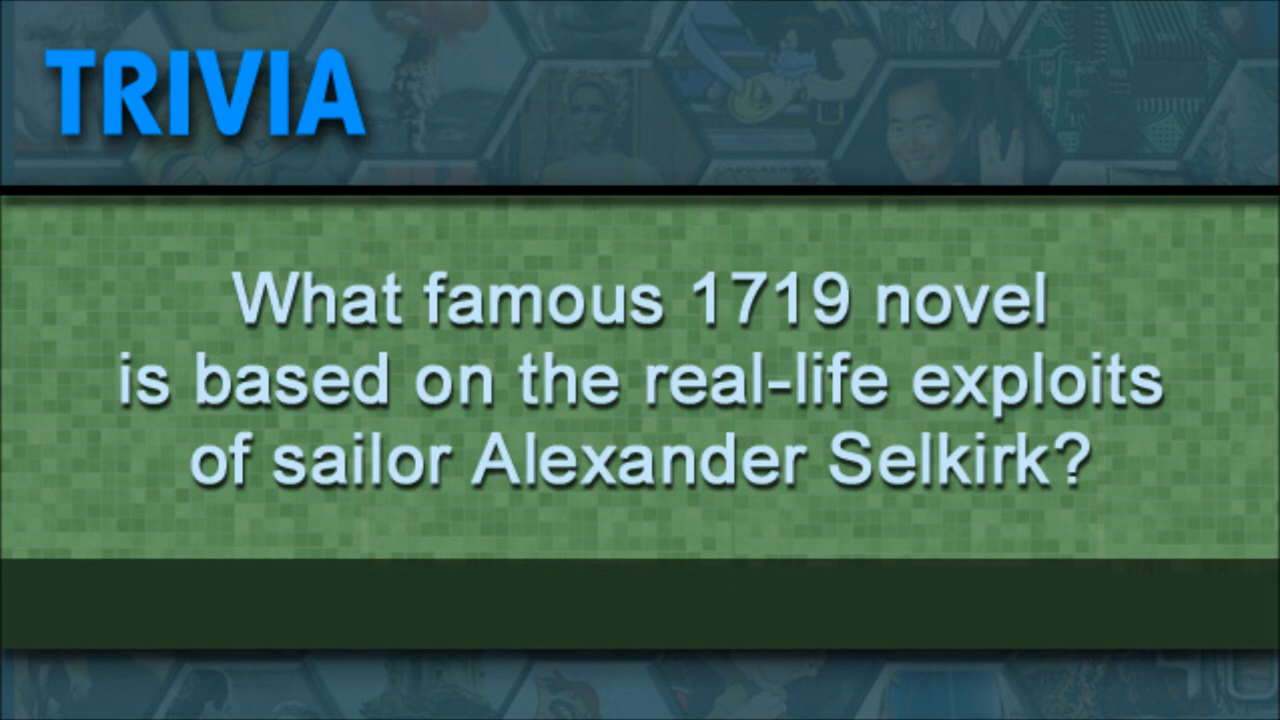 TRIVIA
What famous 1719 novel
is based on the real-life exploits
of sailor Alexander Selkirk?